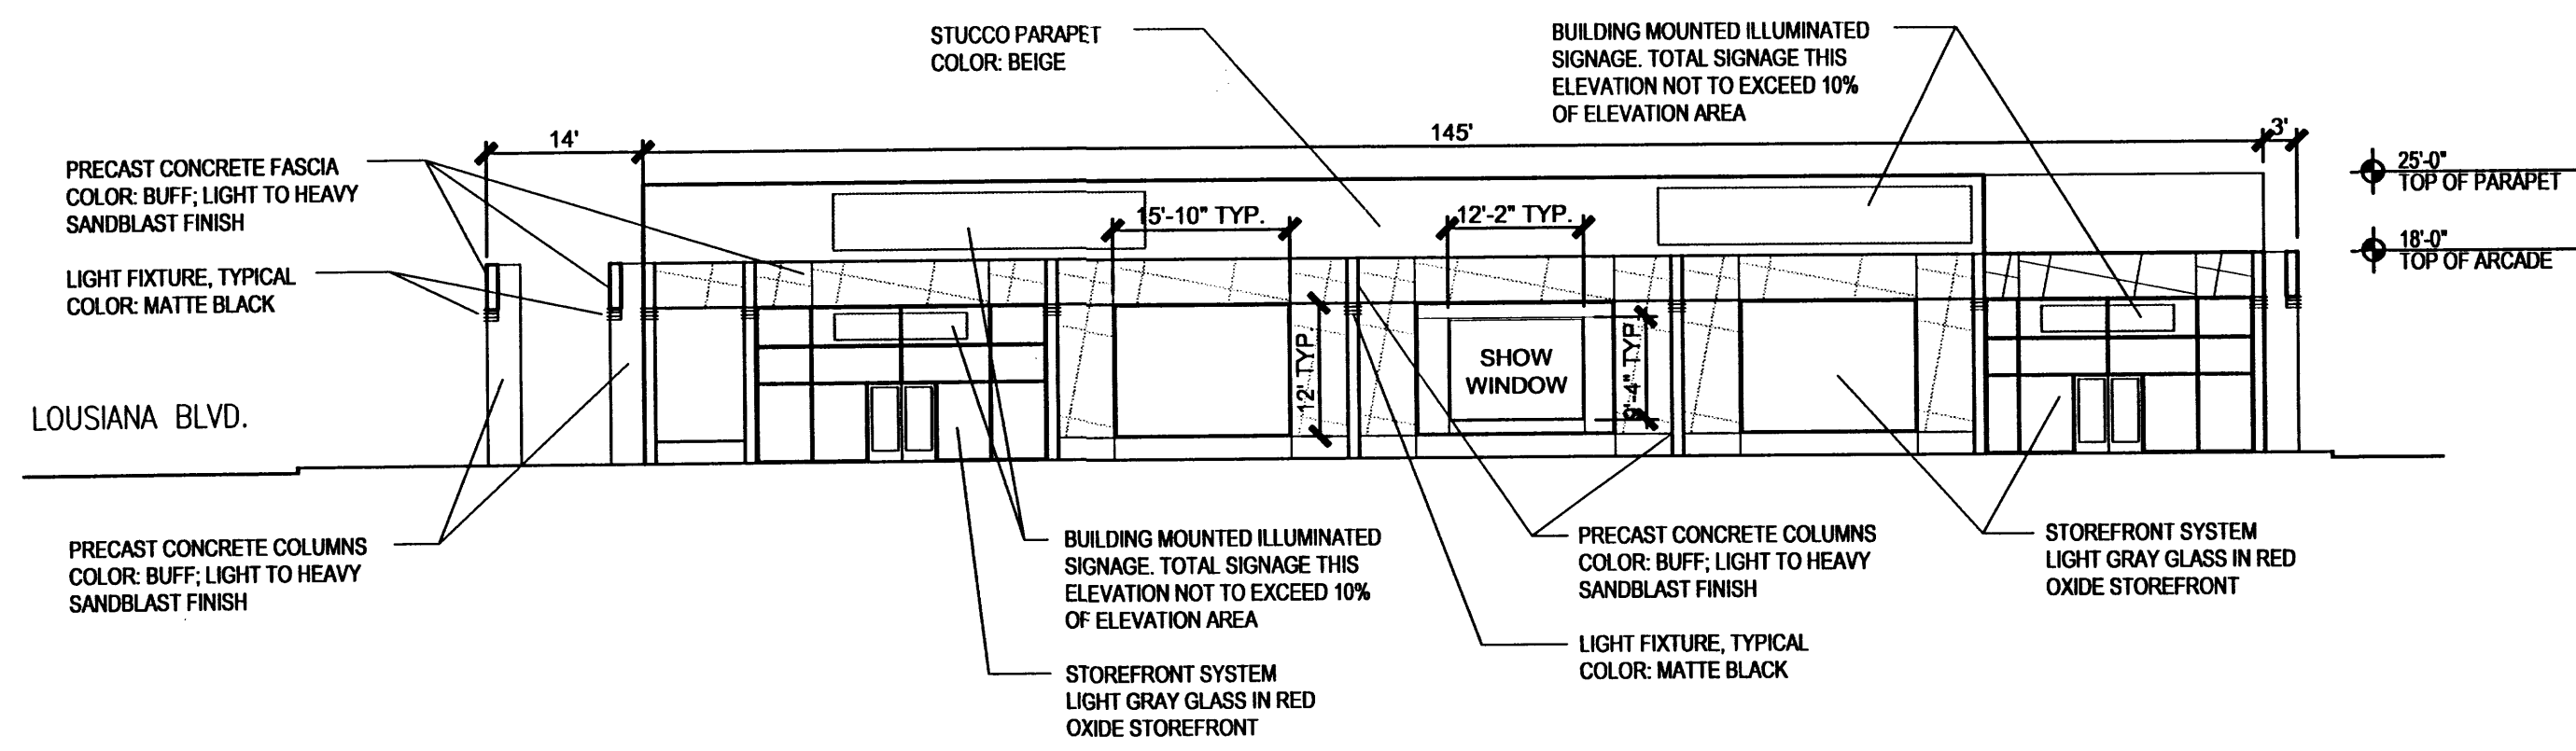 STUCCO PARAPET
COLOR: BEIGE
BUILDING MOUNTED ILLUMINATED
SIGNAGE. TOTAL SIGNAGE THIS
ELEVATION NOT TO EXCEED 10%
OF ELEVATION AREA
14'
145'
3'
PRECAST CONCRETE FASCIA
COLOR: BUFF; LIGHT TO HEAVY
SANDBLAST FINISH
25'-0"
TOP OF PARAPET
15'-10" TYP.
12'-2" TYP.
18'-0"
TOP OF ARCADE
LIGHT FIXTURE, TYPICAL
COLOR: MATTE BLACK
12' TYP.
SHOW
WINDOW
9'-4" TYP
LOUSIANA BLVD.
PRECAST CONCRETE COLUMNS
COLOR: BUFF; LIGHT TO HEAVY
SANDBLAST FINISH
BUILDING MOUNTED ILLUMINATED
SIGNAGE. TOTAL SIGNAGE THIS
ELEVATION NOT TO EXCEED 10%
OF ELEVATION AREA
PRECAST CONCRETE COLUMNS
COLOR: BUFF; LIGHT TO HEAVY
SANDBLAST FINISH
STOREFRONT SYSTEM
LIGHT GRAY GLASS IN RED
OXIDE STOREFRONT
LIGHT FIXTURE, TYPICAL
COLOR: MATTE BLACK
STOREFRONT SYSTEM
LIGHT GRAY GLASS IN RED
OXIDE STOREFRONT